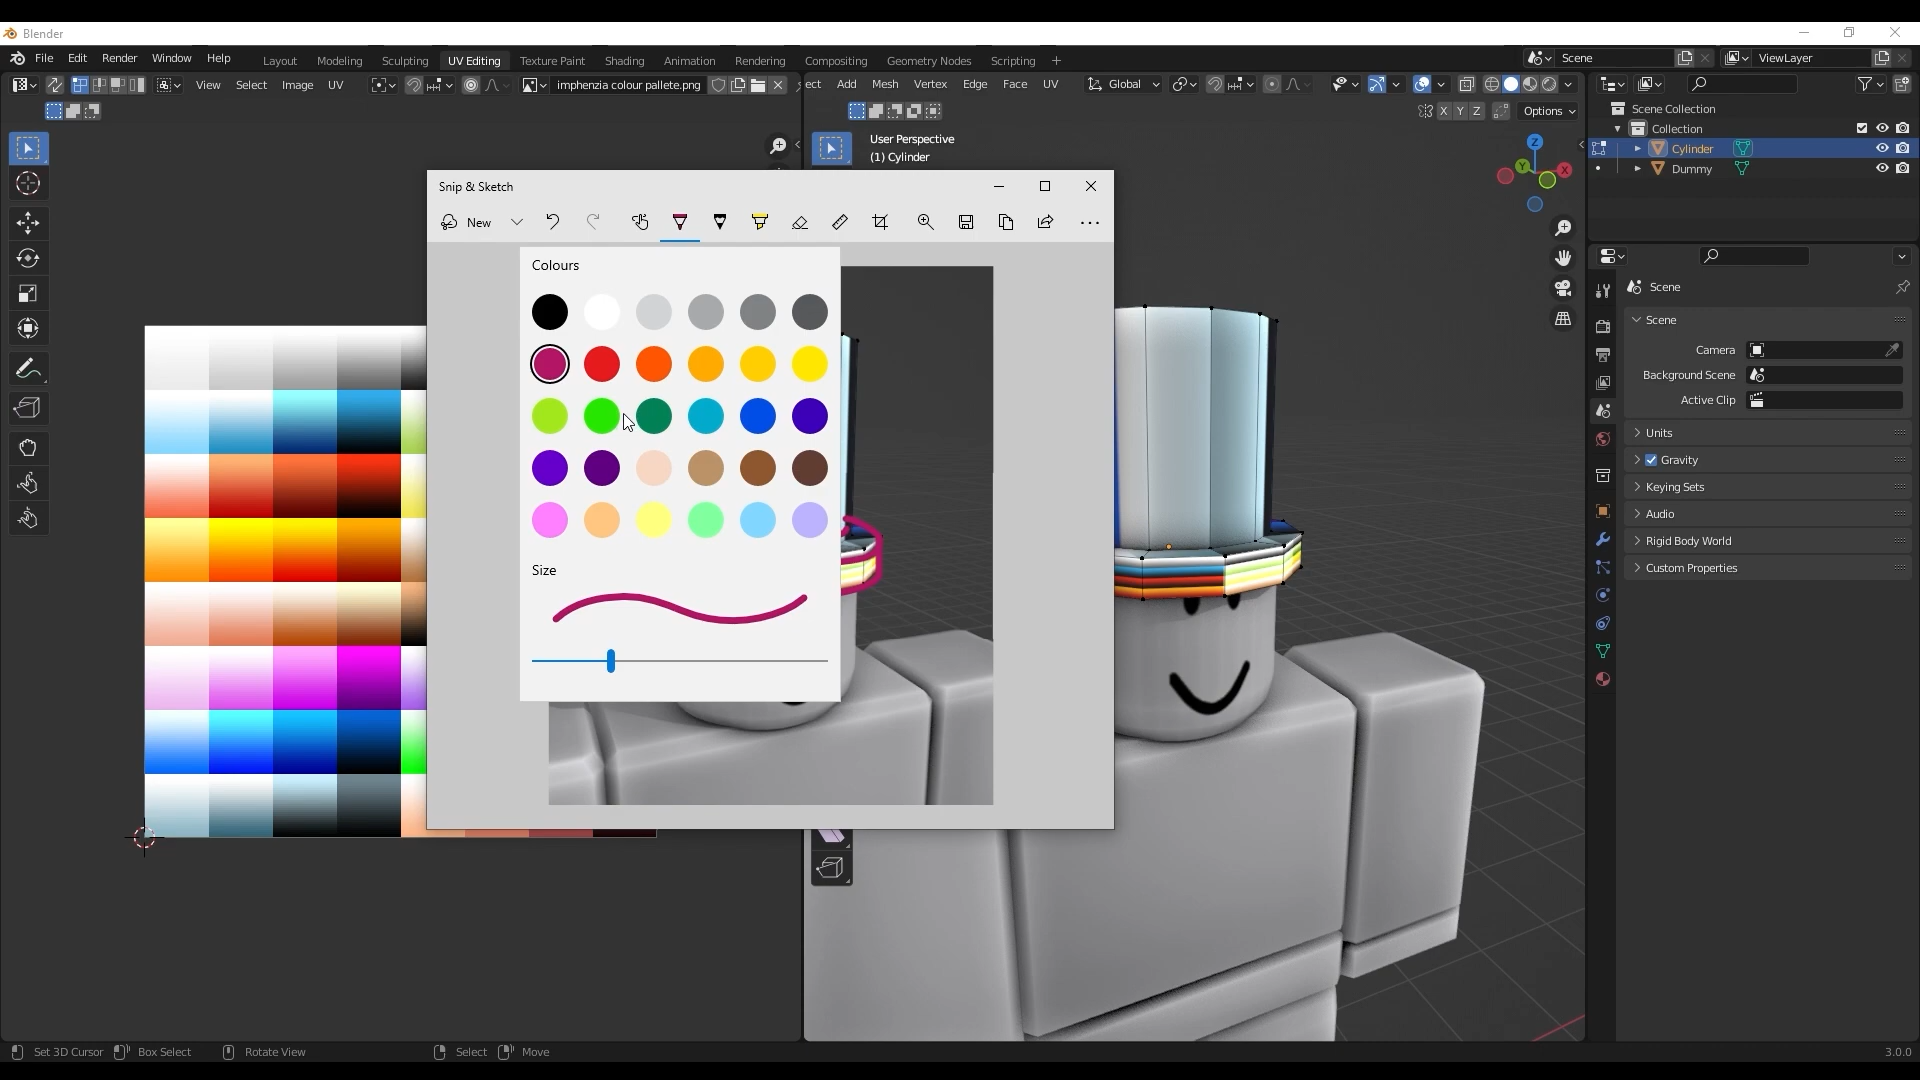 Blender
File Edit Render Window Help
Layout Modeling Sculpting UV Editing Texture Paint Shading Animation Rendering Compositing Geometry Nodes Scripting +
Scene
ViewLayer
View Select Image UV
imphenzia colour pallete.png
ect Add Mesh Vertex Edge Face UV
Global
X Y Z
Options
User Perspective
(1) Cylinder
Z
Y
X
Scene Collection
Collection
Cylinder
Dummy
Snip & Sketch
New
Colours
Size
Scene
Scene
Camera
Background Scene
Active Clip
Units
Gravity
Keying Sets
Audio
Rigid Body World
Custom Properties
Set 3D Cursor Box Select Rotate View Select Move
3.0.0